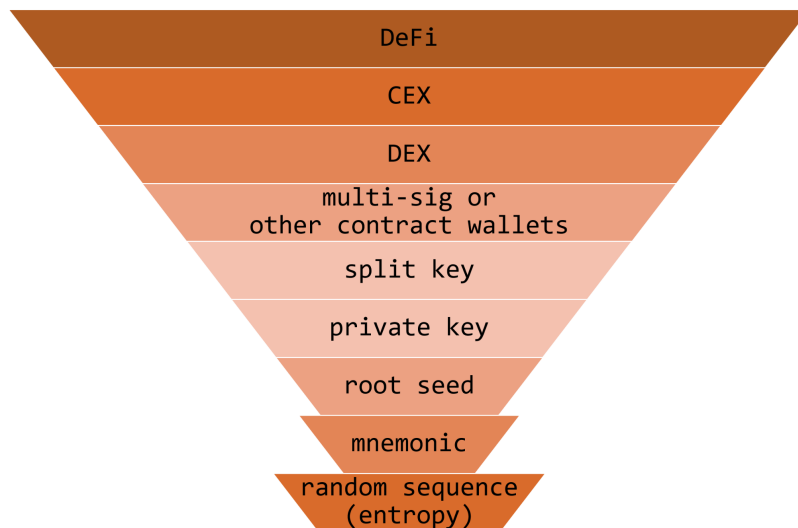 DeFi
CEX
DEX
multi-sig or
other contract wallets
split key
private key
root seed
mnemonic
random sequence
(entropy)